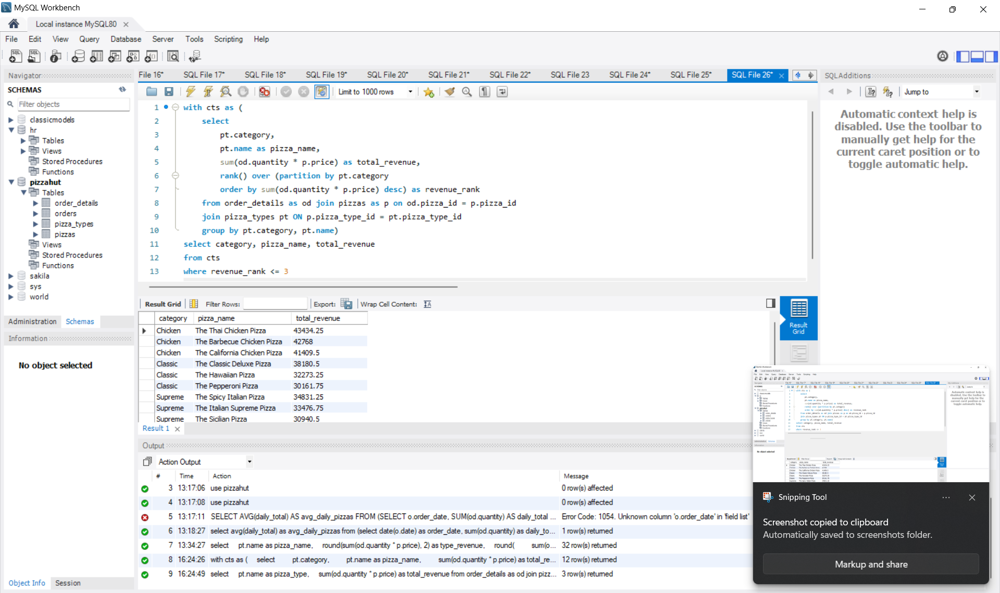 MySQL Workbench
Local instance MySQL80
File Edit View Query Database Server Tools Scripting Help
Navigator
SCHEMAS
Filter objects
classicmodels
hr
Tables
Views
Stored Procedures
Functions
pizzahut
Tables
order_details
orders
pizza_types
pizzas
Views
Stored Procedures
Functions
sakila
sys
world
Administration Schemas
Information
No object selected
Object Info Session
File 16* SQL File 17* SQL File 18* SQL File 19* SQL File 20* SQL File 21* SQL File 22* SQL File 23 SQL File 24* SQL File 25* SQL File 26*
Limit to 1000 rows
1 with cts as (
2 select
3 pt.category,
4 pt.name as pizza_name,
5 sum(od.quantity * p.price) as total_revenue,
6 rank() over (partition by pt.category
7 order by sum(od.quantity * p.price) desc) as revenue_rank
8 from order_details as od join pizzas as p on od.pizza_id = p.pizza_id
9 join pizza_types pt ON p.pizza_type_id = pt.pizza_type_id
10 group by pt.category, pt.name)
11 select category, pizza_name, total_revenue
12 from cts
13 where revenue_rank <= 3
Result Grid Filter Rows: Export: Wrap Cell Content:
category pizza_name total_revenue
Chicken The Thai Chicken Pizza 43434.25
Chicken The Barbecue Chicken Pizza 42768
Chicken The California Chicken Pizza 41409.5
Classic The Classic Deluxe Pizza 38180.5
Classic The Hawaiian Pizza 32273.25
Classic The Pepperoni Pizza 30161.75
Supreme The Spicy Italian Pizza 34831.25
Supreme The Italian Supreme Pizza 33476.75
Supreme The Sicilian Pizza 30940.5
Result Grid
Result 1
Output
Action Output
# Time Action Message
3 13:17:06 use pizzahut 0 row(s) affected
4 13:17:08 use pizzahut 0 row(s) affected
5 13:17:11 SELECT AVG(daily_total) AS avg_daily_pizzas FROM (SELECT o.order_date, SUM(od.quantity) AS daily_total ... Error Code: 1054. Unknown column 'o.order_date' in 'field list'
6 13:18:27 select avg(daily_total) as avg_daily_pizzas from (select date(o.date) as order_date, sum(od.quantity) as daily_to... 1 row(s) returned
7 13:34:27 select pt.name as pizza_name, round(sum(od.quantity * p.price), 2) as type_revenue, round( sum(o... 32 row(s) returned
8 16:24:26 with cts as ( select pt.category, pt.name as pizza_name, sum(od.quantity * p.price) as total_re... 12 row(s) returned
9 16:24:49 select pt.name as pizza_type, sum(od.quantity * p.price) as total_revenue from order_details as od join pizz... 3 row(s) returned
SQLAdditions
Jump to
Automatic context help is
disabled. Use the toolbar to
manually get help for the
current caret position or to
toggle automatic help.
Snipping Tool
Screenshot copied to clipboard
Automatically saved to screenshots folder.
Markup and share